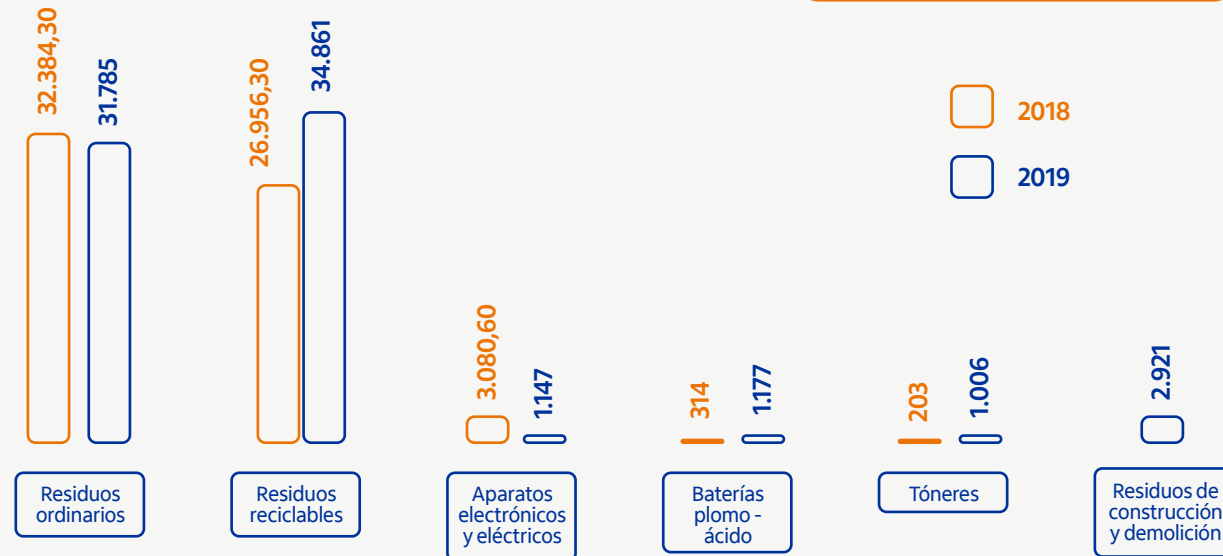 32.384,30
31.785
26.956,30
34.861
3.080,60
1.147
314
1.177
203
1.006
2.921
2018
2019
Residuos
ordinarios
Residuos
reciclables
Aparatos
electrónicos
y eléctricos
Baterías
plomo -
ácido
Tóneres
Residuos de
construcción
y demolición